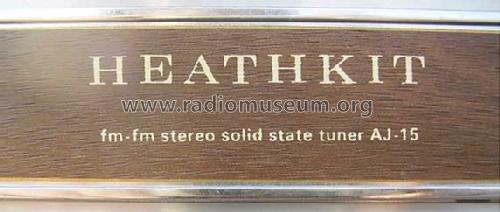 HEATHKIT
www.radiomuseum.org
fm-fm stereo solid state tuner AJ-15